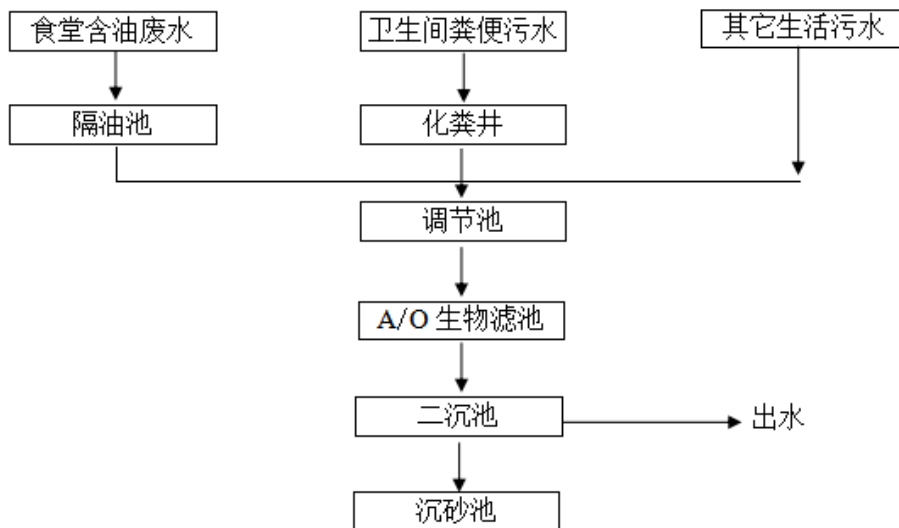 食堂含油废水
卫生间粪便污水
其它生活污水
隔油池
化粪井
调节池
A/O 生物滤池
二沉池
出水
沉砂池